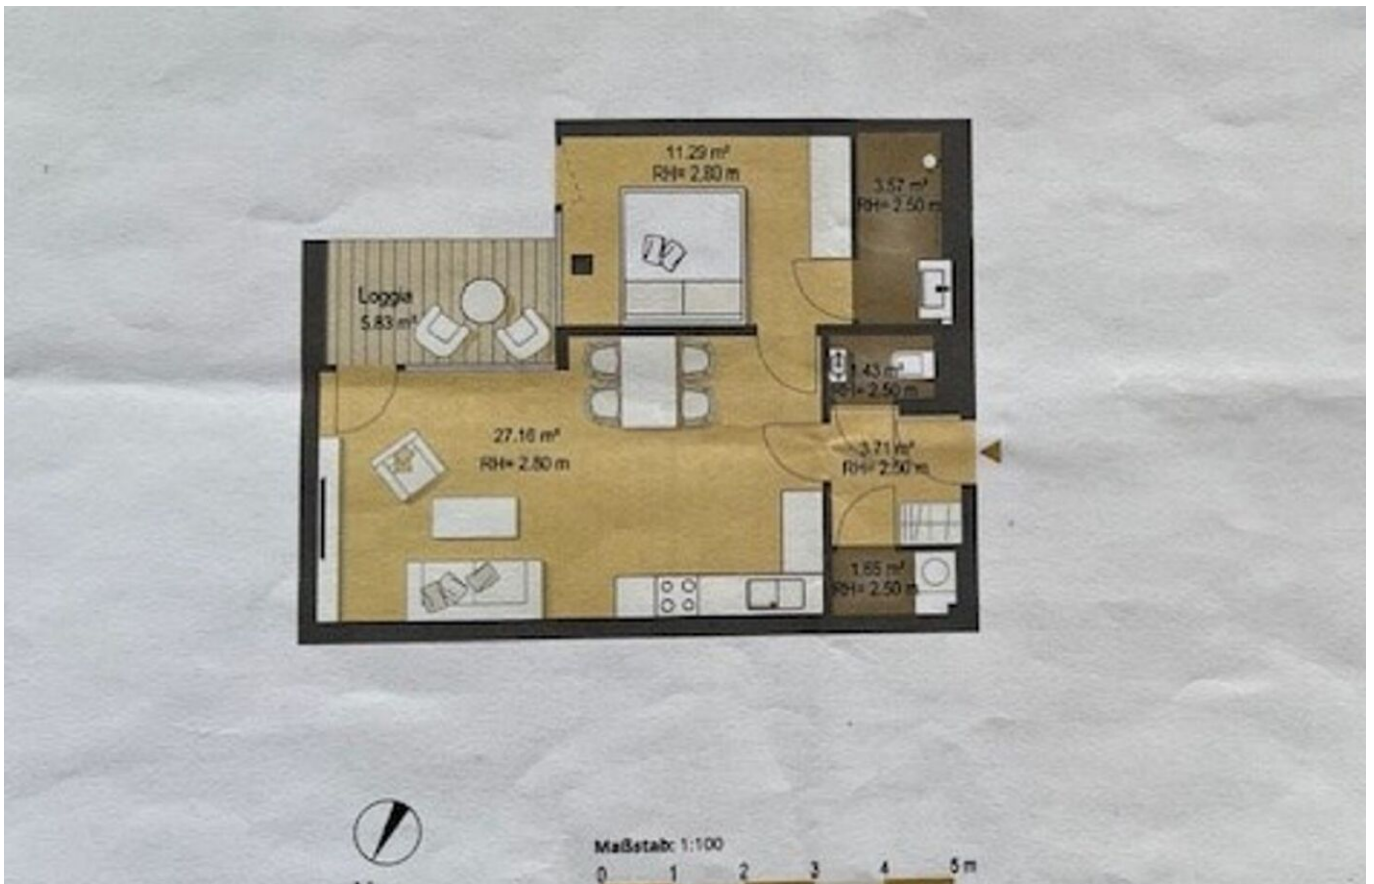 11.29 m²
RH= 2.80 m
3.57 m²
RH= 2.50 m
Loggia
5.83 m²
1.43 m²
RH= 2.50 m
27.16 m²
RH= 2.80 m
3.71 m²
RH= 2.50 m
1.65 m²
RH= 2.50 m
Maßstab: 1:100
0 1 2 3 4 5 m